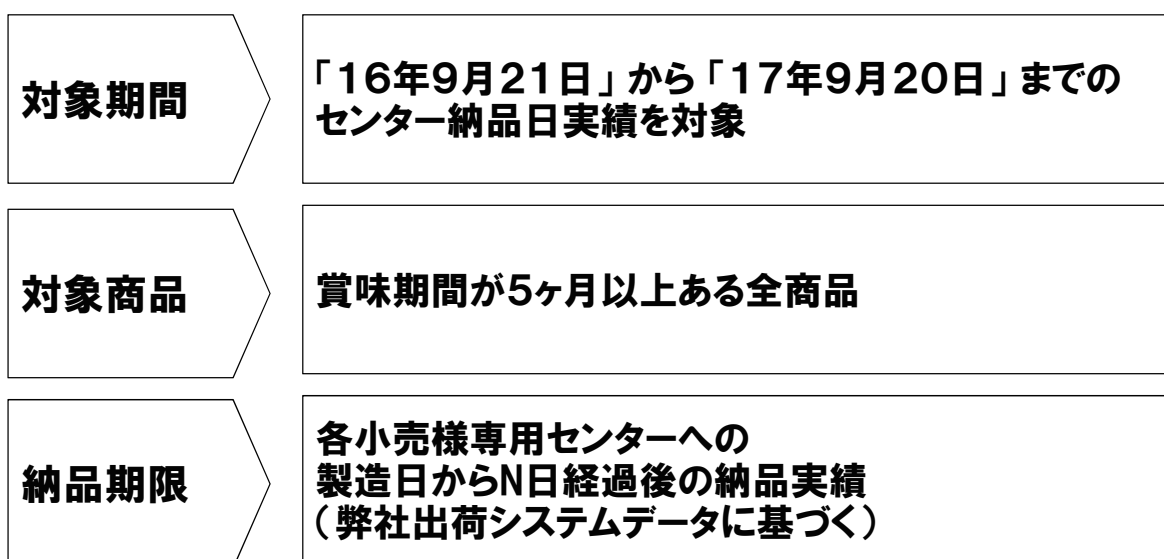 対象期間
「16年9月21日」から「17年9月20日」までの
センター納品日実績を対象
対象商品
賞味期間が5ヶ月以上ある全商品
納品期限
各小売様専用センターへの
製造日からN日経過後の納品実績
（弊社出荷システムデータに基づく）